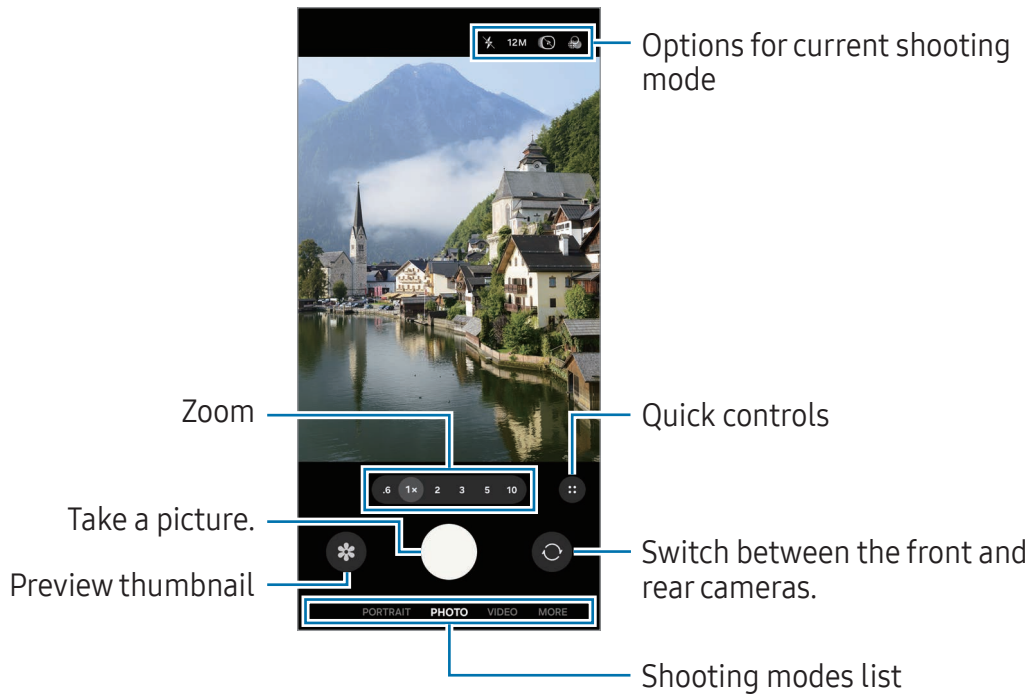 12M
Options for current shooting
mode
Zoom
Quick controls
.6 1× 2 3 5 10
Take a picture.
Switch between the front and
rear cameras.
Preview thumbnail
PORTRAIT PHOTO VIDEO MORE
Shooting modes list